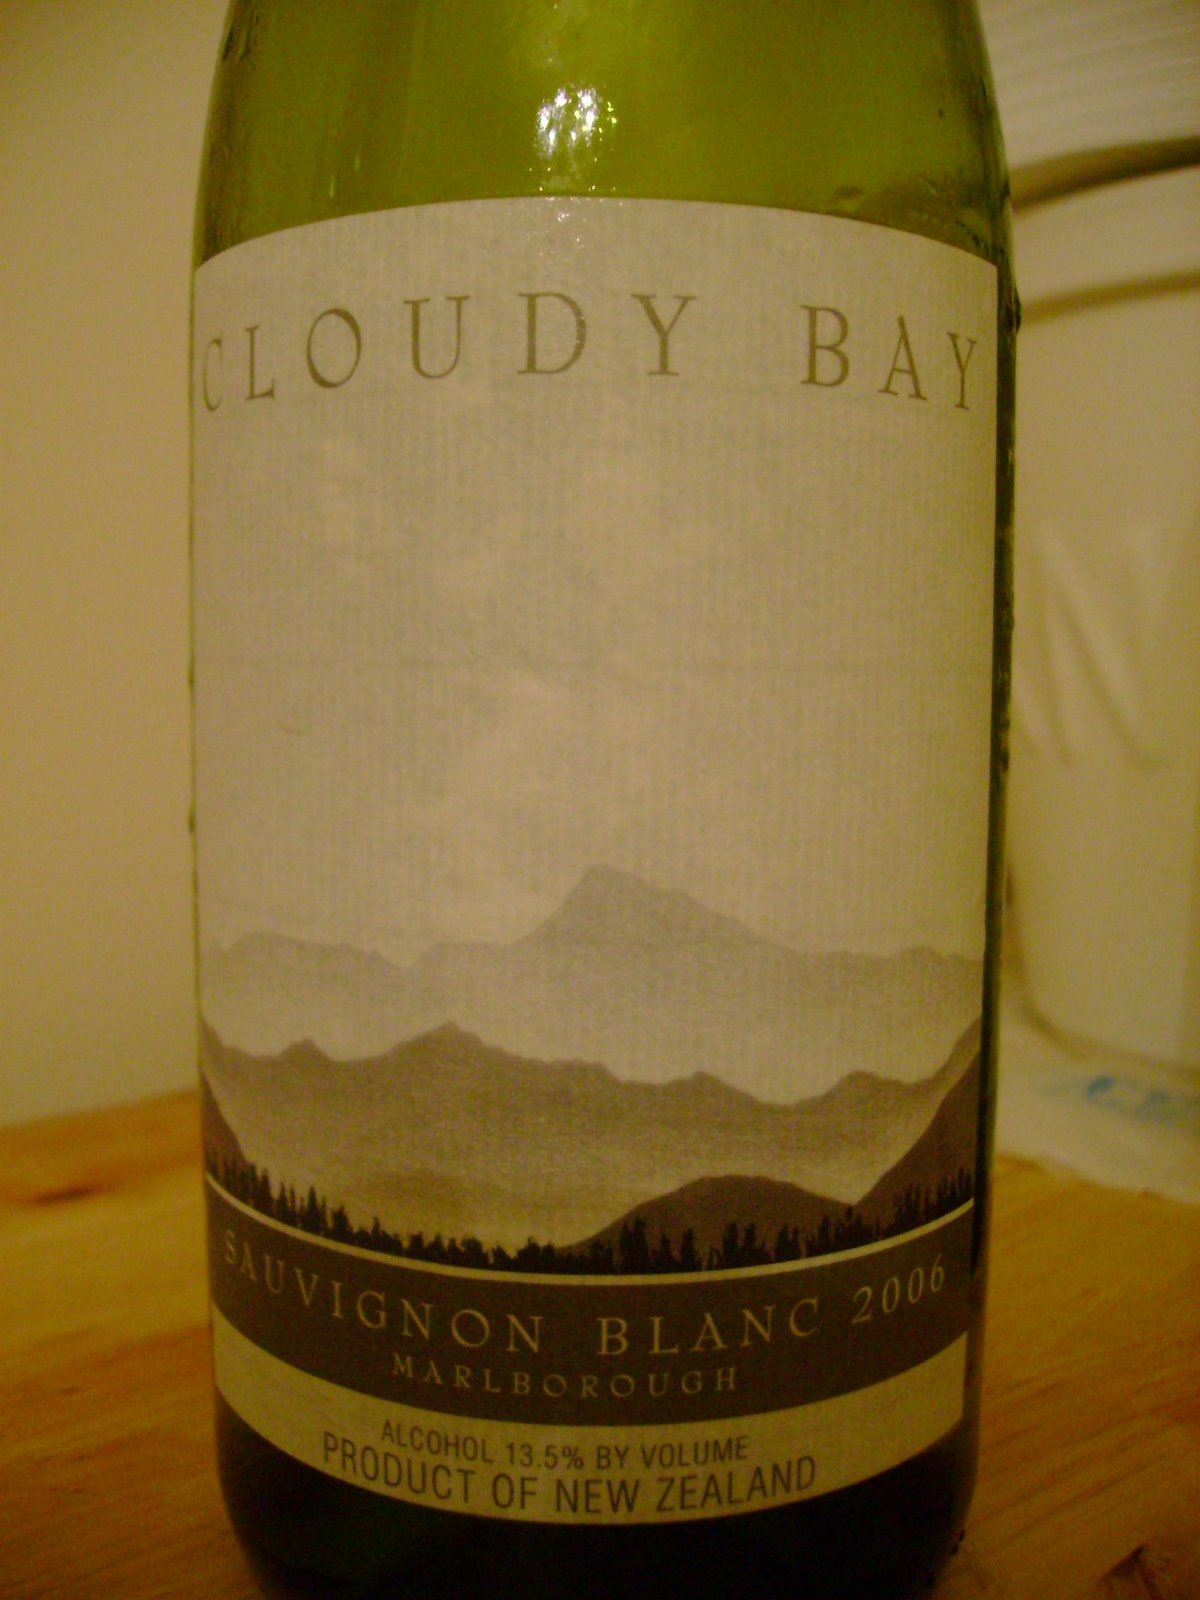 CLOUDY BAY
SAUVIGNON BLANC 2006
MARLBOROUGH
ALCOHOL 13.5% BY VOLUME
PRODUCT OF NEW ZEALAND